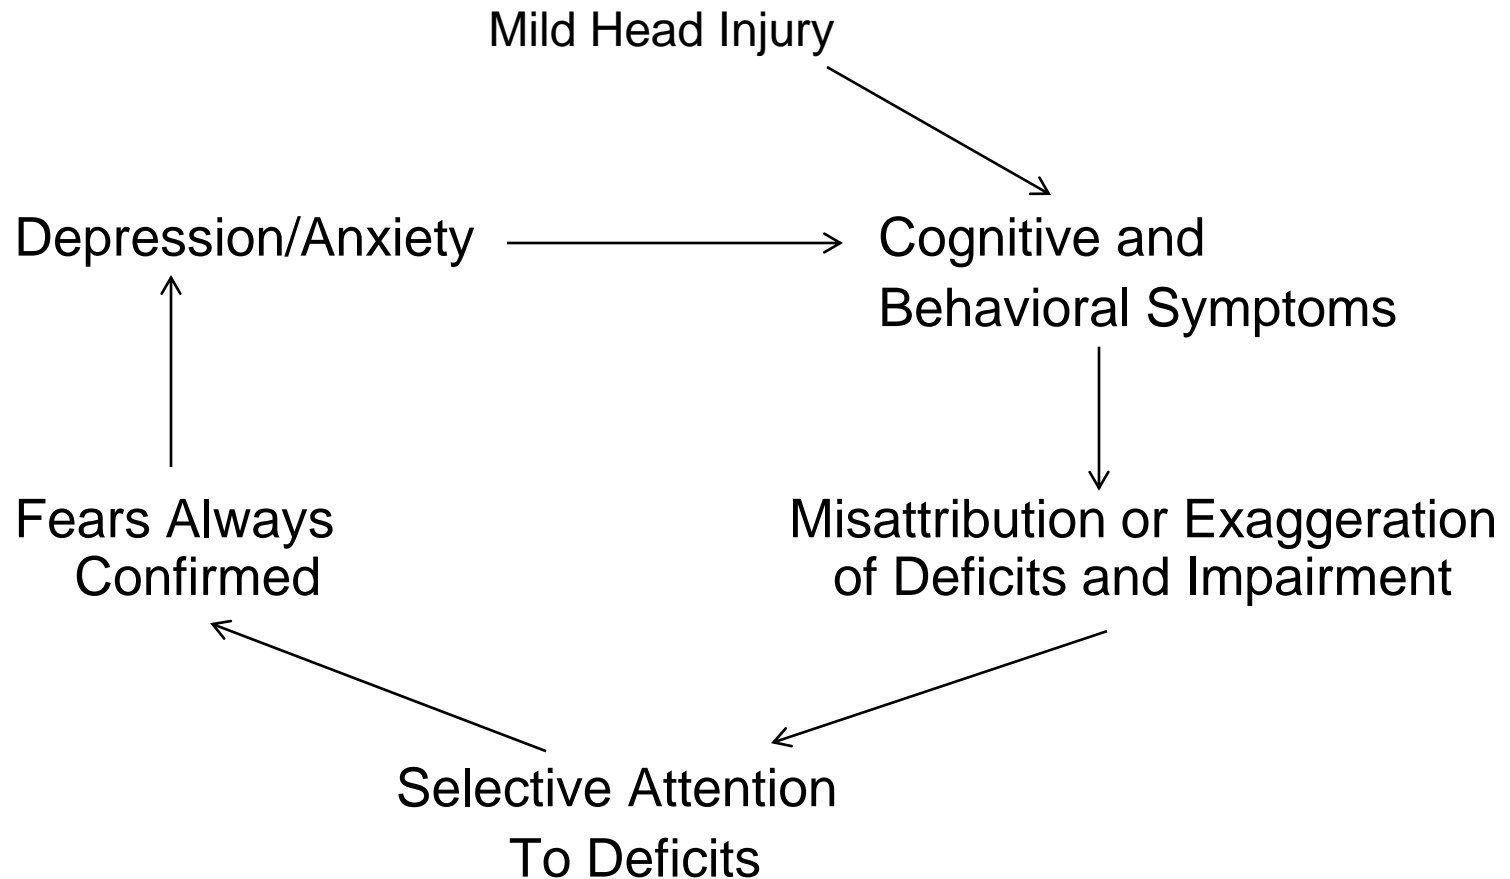 Mild Head Injury
Depression/Anxiety
Cognitive and
Behavioral Symptoms
Fears Always
Confirmed
Misattribution or Exaggeration
of Deficits and Impairment
Selective Attention
To Deficits